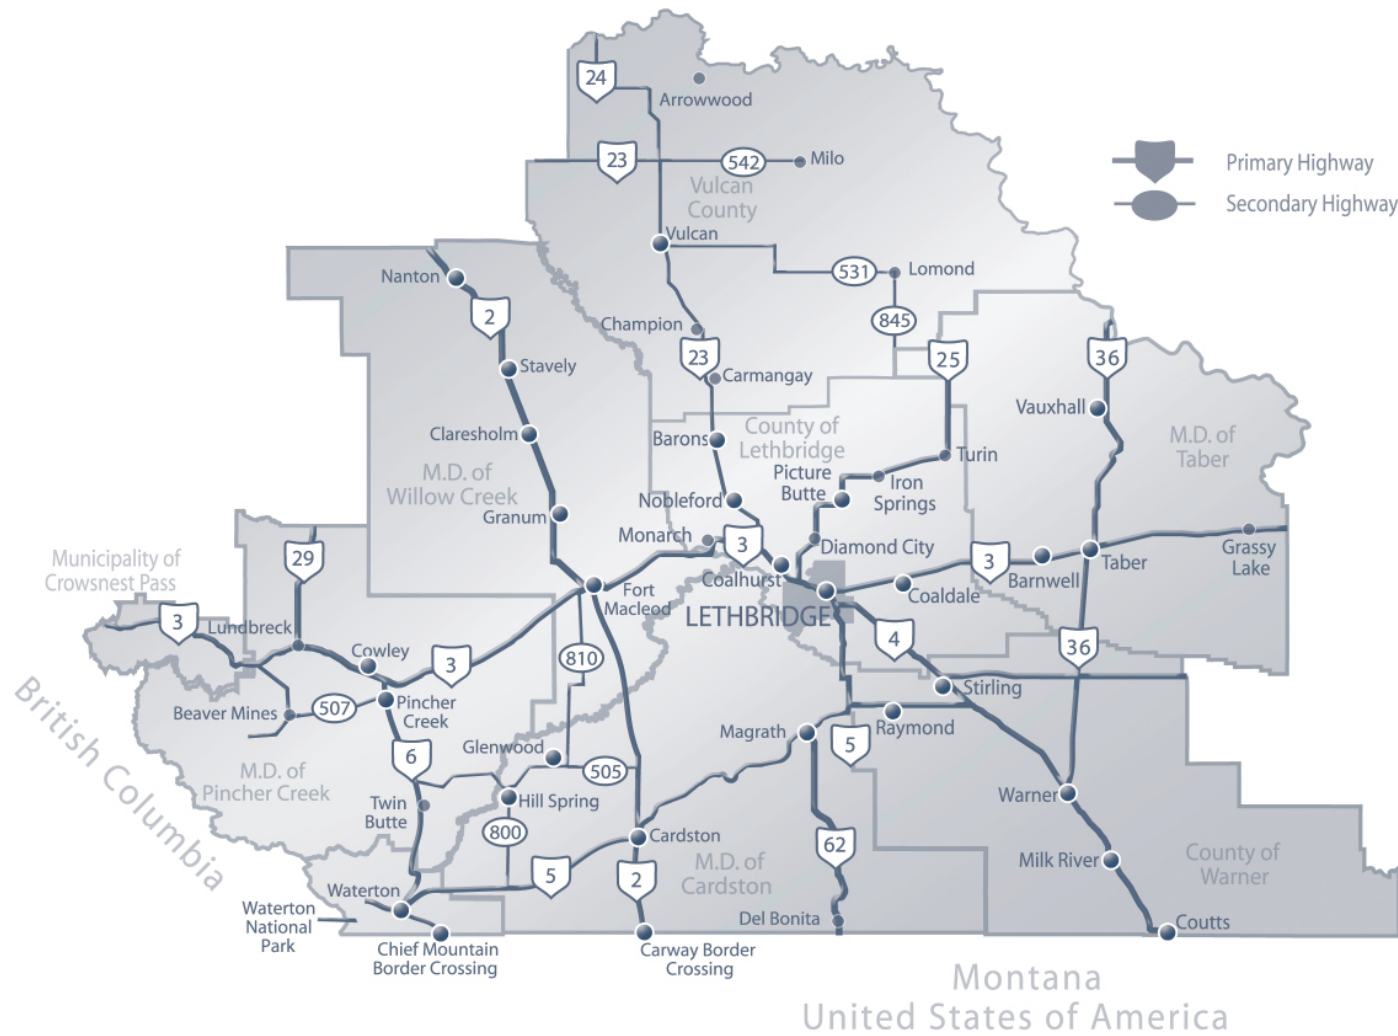 24
Arrowwood
23
542
Milo
Primary Highway
Vulcan
County
Secondary Highway
Vulcan
Nanton
531
Lomond
2
Champion
845
23
25
36
Stavely
Carmangay
Vauxhall
Claresholm
Barons
County of
Lethbridge
M.D. of
Taber
M.D. of
Willow Creek
Picture
Butte
Turin
Iron
Springs
Nobleford
Granum
Monarch
3
Diamond City
Grassy
Lake
29
Municipality of
Crowsnest Pass
Coalhurst
3
Barnwell
Taber
Fort
Macleod
Coaldale
LETHBRIDGE
3
Lundbreck
4
36
Cowley
3
810
Stirling
Pincher
Creek
Beaver Mines
507
Magrath
Raymond
5
British Columbia
Glenwood
6
505
M.D. of
Pincher Creek
Twin
Butte
Hill Spring
Warner
800
Cardston
62
M.D. of
Cardston
Milk River
County of
Warner
5
2
Waterton
Waterton
National
Park
Del Bonita
Coutts
Chief Mountain
Border Crossing
Carway Border
Crossing
Montana
United States of America